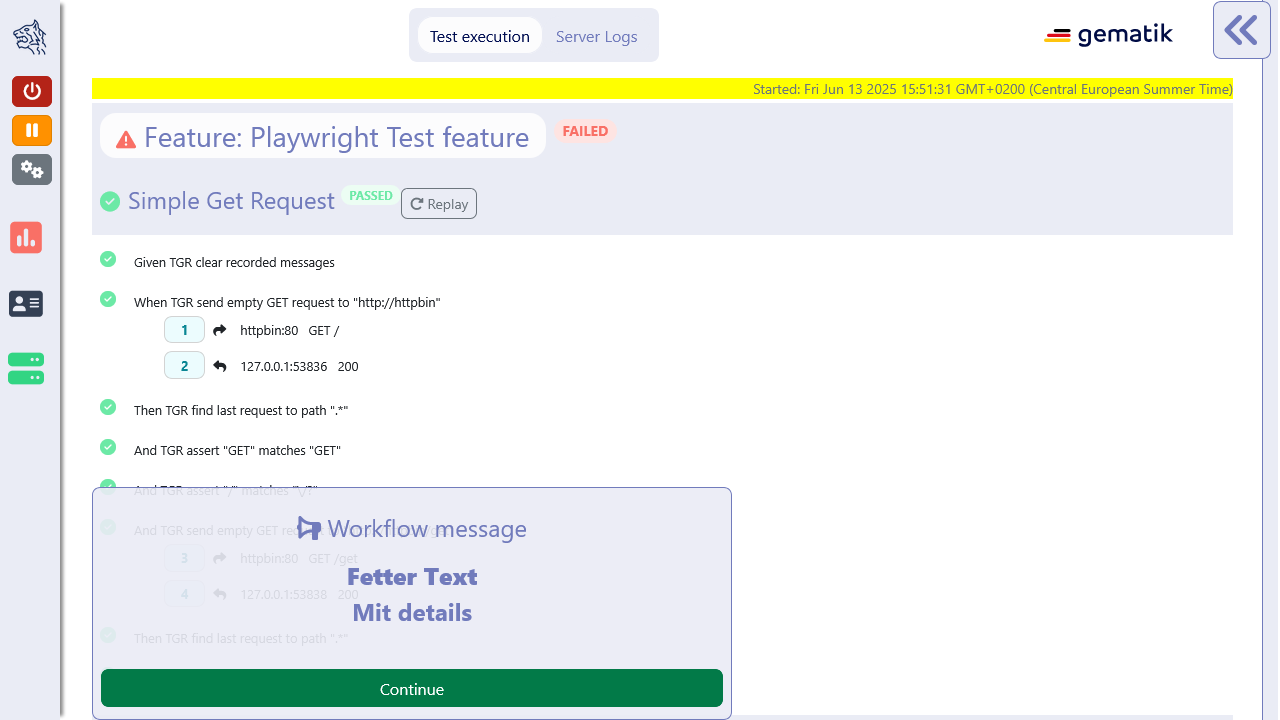 Test execution
Server Logs
gematik
Started: Fri Jun 13 2025 15:51:31 GMT+0200 (Central European Summer Time)
Feature: Playwright Test feature FAILED
Simple Get Request PASSED Replay
Given TGR clear recorded messages
When TGR send empty GET request to "http://httpbin"
1 httpbin:80 GET /
2 127.0.0.1:53836 200
Then TGR find last request to path ".*"
And TGR assert "GET" matches "GET"
And TGR assert "/" matches "\/?"
And TGR send empty GET
3 httpbin:80 GET /get
4 127.0.0.1:53838 200
Then TGR find last request to path ".*"
Workflow message
Fetter Text
Mit details
Continue